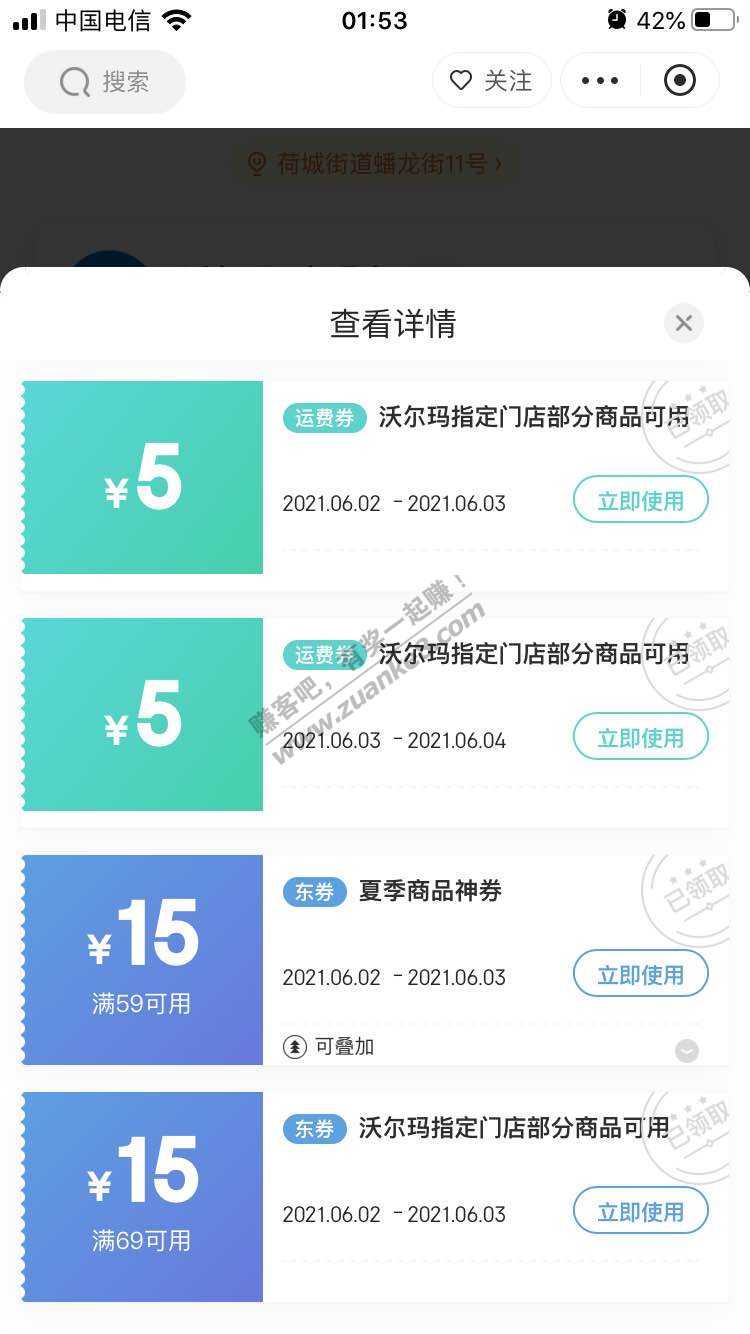 中国电信
01:53
42%
搜索
关注
荷城街道蟠龙街11号 ›
查看详情
¥5
运费券 沃尔玛指定门店部分商品可用
已领取
2021.06.02 - 2021.06.03
立即使用
¥5
运费券 沃尔玛指定门店部分商品可用
已领取
2021.06.03 - 2021.06.04
立即使用
赚客吧,有奖一起赚!
www.zuanke8.com
¥15
满59可用
东券 夏季商品神券
已领取
2021.06.02 - 2021.06.03
立即使用
可叠加
¥15
满69可用
东券 沃尔玛指定门店部分商品可用
已领取
2021.06.02 - 2021.06.03
立即使用